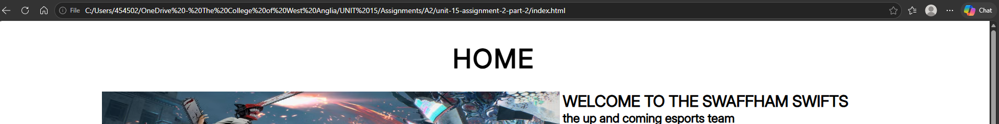 File C:/Users/454502/OneDrive%20-%20The%20College%20of%20West%20Anglia/UNIT%2015/Assignments/A2/unit-15-assignment-2-part-2/index.html Chat
HOME
WELCOME TO THE SWAFFHAM SWIFTS
the up and coming esports team